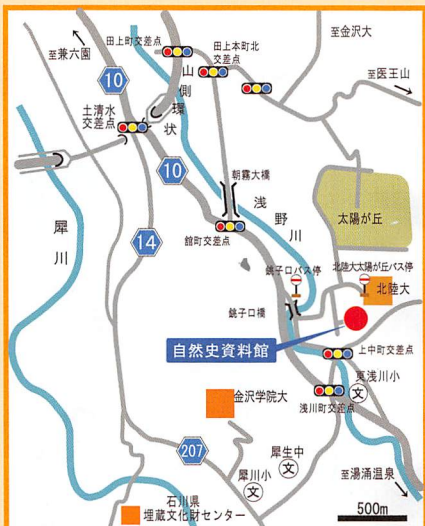 至兼六園
田上町交差点
田上本町北
交差点
至金沢大
至医王山
10
山側環状
土清水
交差点
朝霧大橋
10
浅野川
太陽が丘
犀川
14
館町交差点
銚子口バス停
北陸大太陽が丘バス停
北陸大
銚子口橋
自然史資料館
上中町交差点
東浅川小
文
金沢学院大
浅川町交差点
207
犀生中
文
犀川小
文
至湯涌温泉
石川県
埋蔵文化財センター
500m